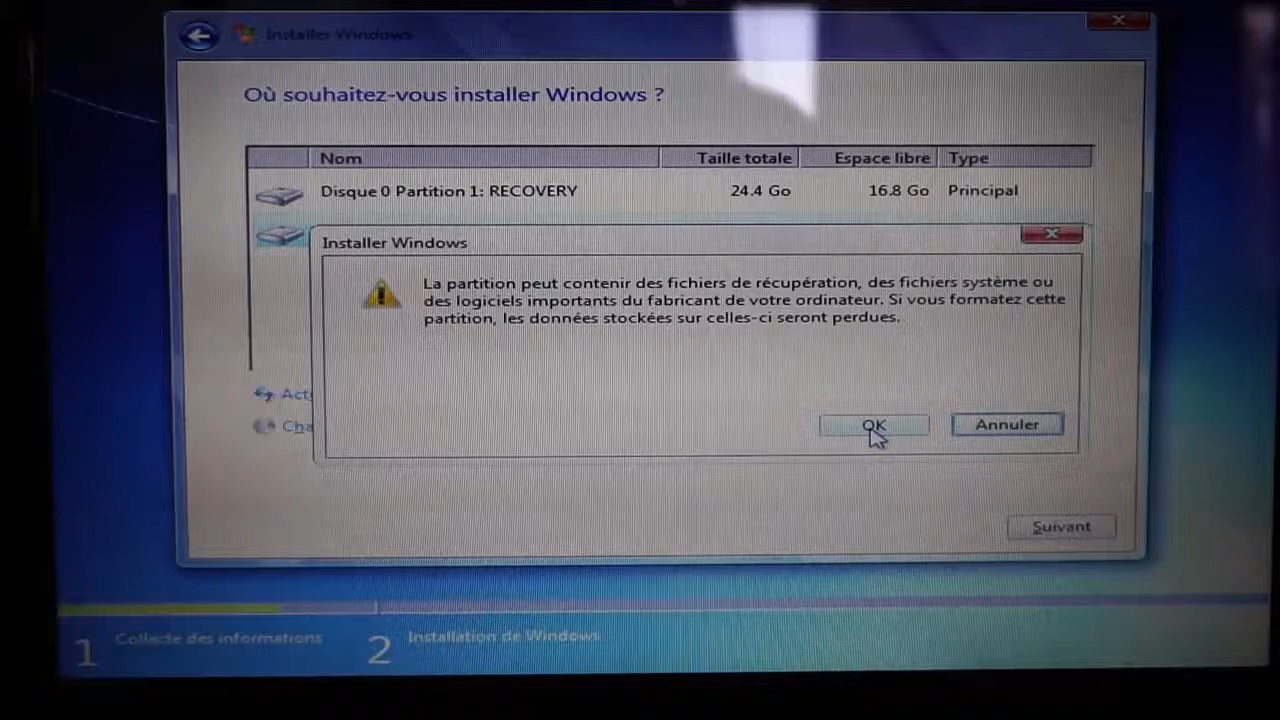 Installer Windows
Où souhaitez-vous installer Windows ?
Nom Taille totale Espace libre Type
Disque 0 Partition 1: RECOVERY 24.4 Go 16.8 Go Principal
Installer Windows
La partition peut contenir des fichiers de récupération, des fichiers système ou
des logiciels importants du fabricant de votre ordinateur. Si vous formatez cette
partition, les données stockées sur celles-ci seront perdues.
Act
Cha
OK Annuler
Suivant
1 Collecte des informations 2 Installation de Windows